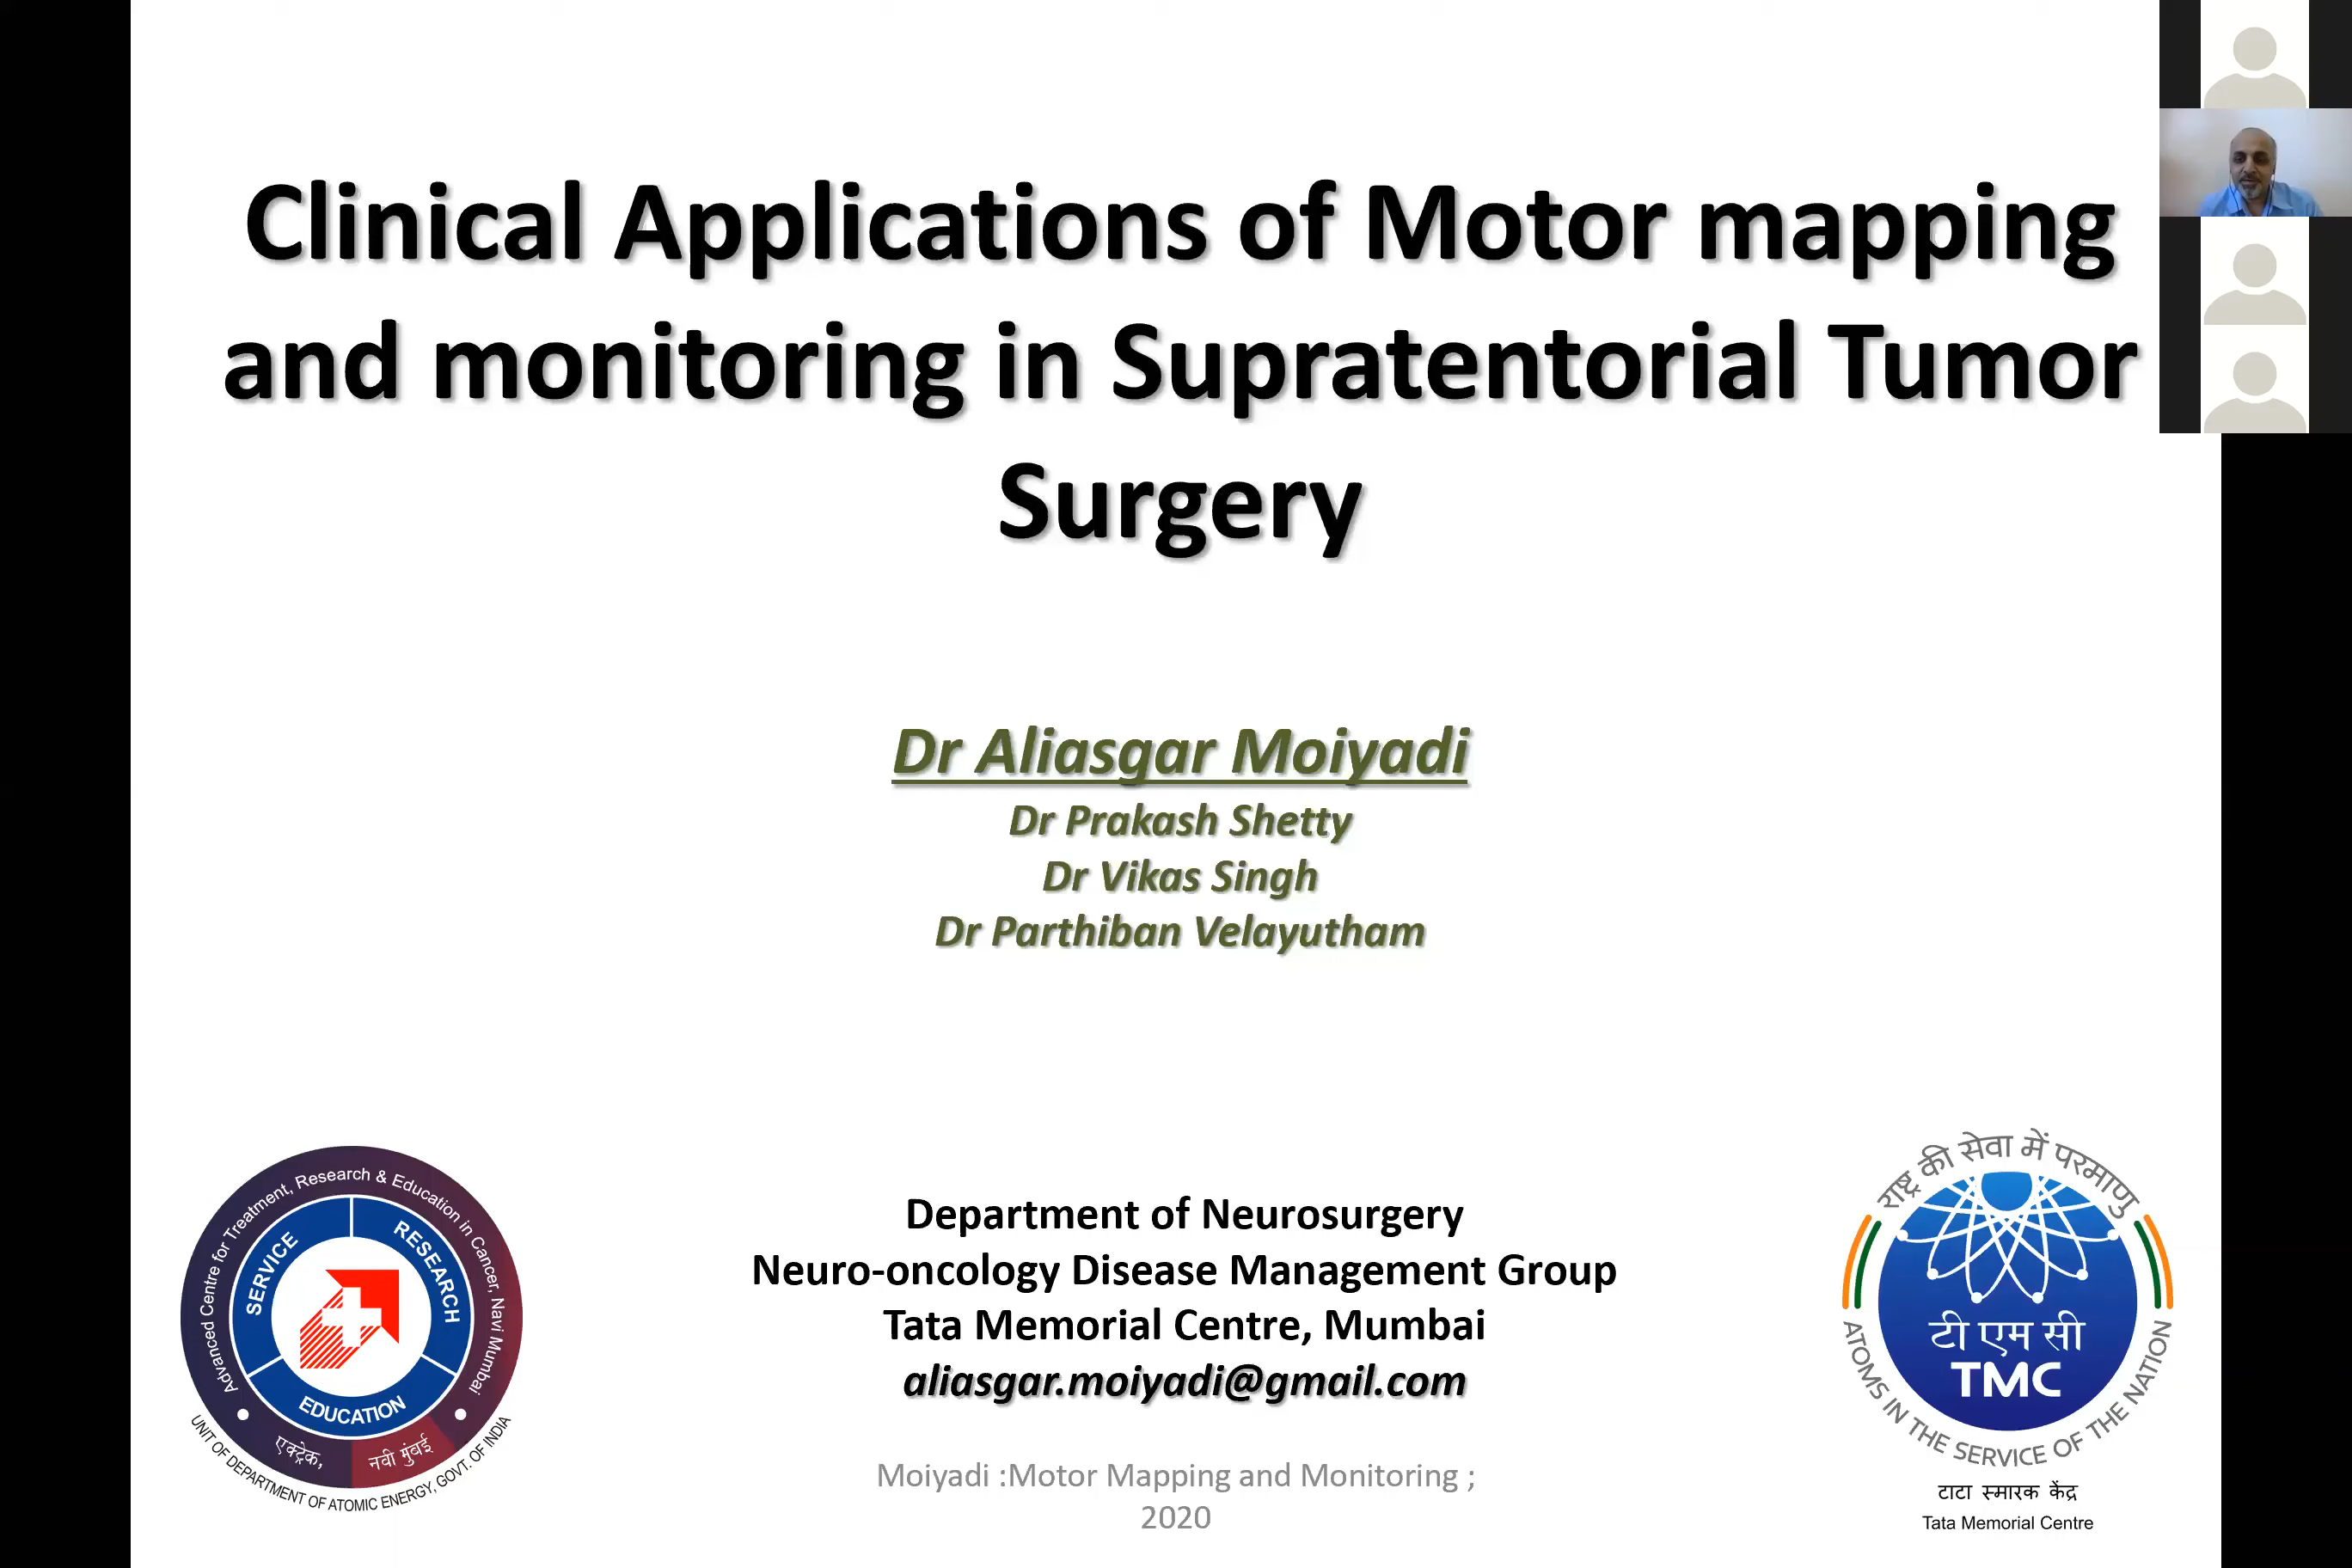 Clinical Applications of Motor mapping
and monitoring in Supratentorial Tumor
Surgery
Dr Aliasgar Moiyadi
Dr Prakash Shetty
Dr Vikas Singh
Dr Parthiban Velayutham
Department of Neurosurgery
Neuro-oncology Disease Management Group
Tata Memorial Centre, Mumbai
aliasgar.moiyadi@gmail.com
Moiyadi :Motor Mapping and Monitoring ;
2020
Advanced Centre for Treatment, Research & Education in Cancer, Navi Mumbai
SERVICE
RESEARCH
EDUCATION
एक्ट्रेक,
नवी मुंबई
UNIT OF DEPARTMENT OF ATOMIC ENERGY, GOVT. OF INDIA
राष्ट्र की सेवा में परमाणु
टी एम सी
TMC
ATOMS IN THE SERVICE OF THE NATION
टाटा स्मारक केंद्र
Tata Memorial Centre